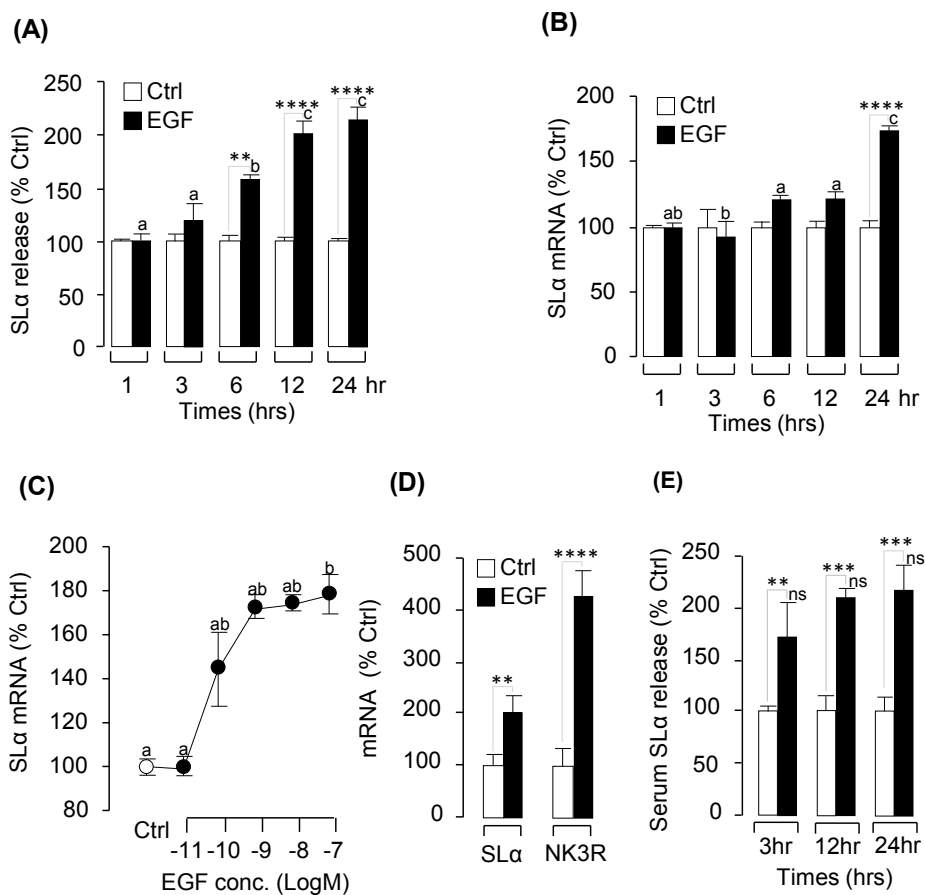 (A)
SLα release (% Ctrl)
250
200
150
100
50
0
Ctrl
EGF
a
a
**
b
****
c
****
c
1 3 6 12 24 hr
Times (hrs)
(B)
SLα mRNA (% Ctrl)
200
150
100
50
0
Ctrl
EGF
ab
b
a
a
****
c
1 3 6 12 24 hr
Times (hrs)
(C)
SLα mRNA (% Ctrl)
200
180
160
140
120
100
80
a
a
ab
ab
ab
b
Ctrl
-11 -10 -9 -8 -7
EGF conc. (LogM)
(D)
mRNA (% Ctrl)
500
400
300
200
100
0
Ctrl
EGF
**
****
SLα NK3R
(E)
Serum SLα release (% Ctrl)
250
200
150
100
50
0
**
ns
***
ns
***
ns
3hr 12hr 24hr
Times (hrs)